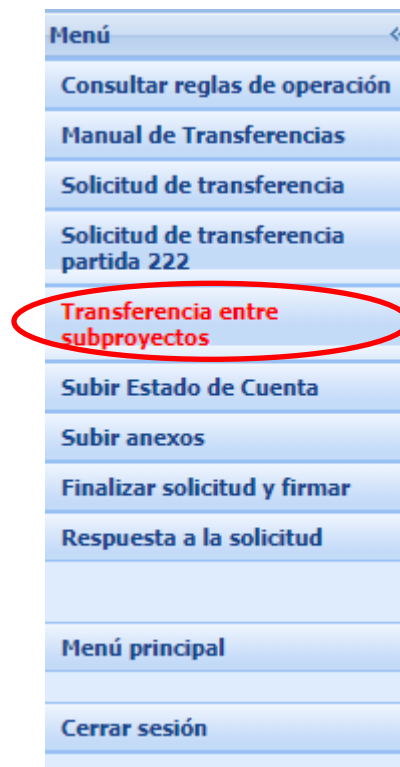 Menú
Consultar reglas de operación
Manual de Transferencias
Solicitud de transferencia
Solicitud de transferencia
partida 222
Transferencia entre
subproyectos
Subir Estado de Cuenta
Subir anexos
Finalizar solicitud y firmar
Respuesta a la solicitud
Menú principal
Cerrar sesión